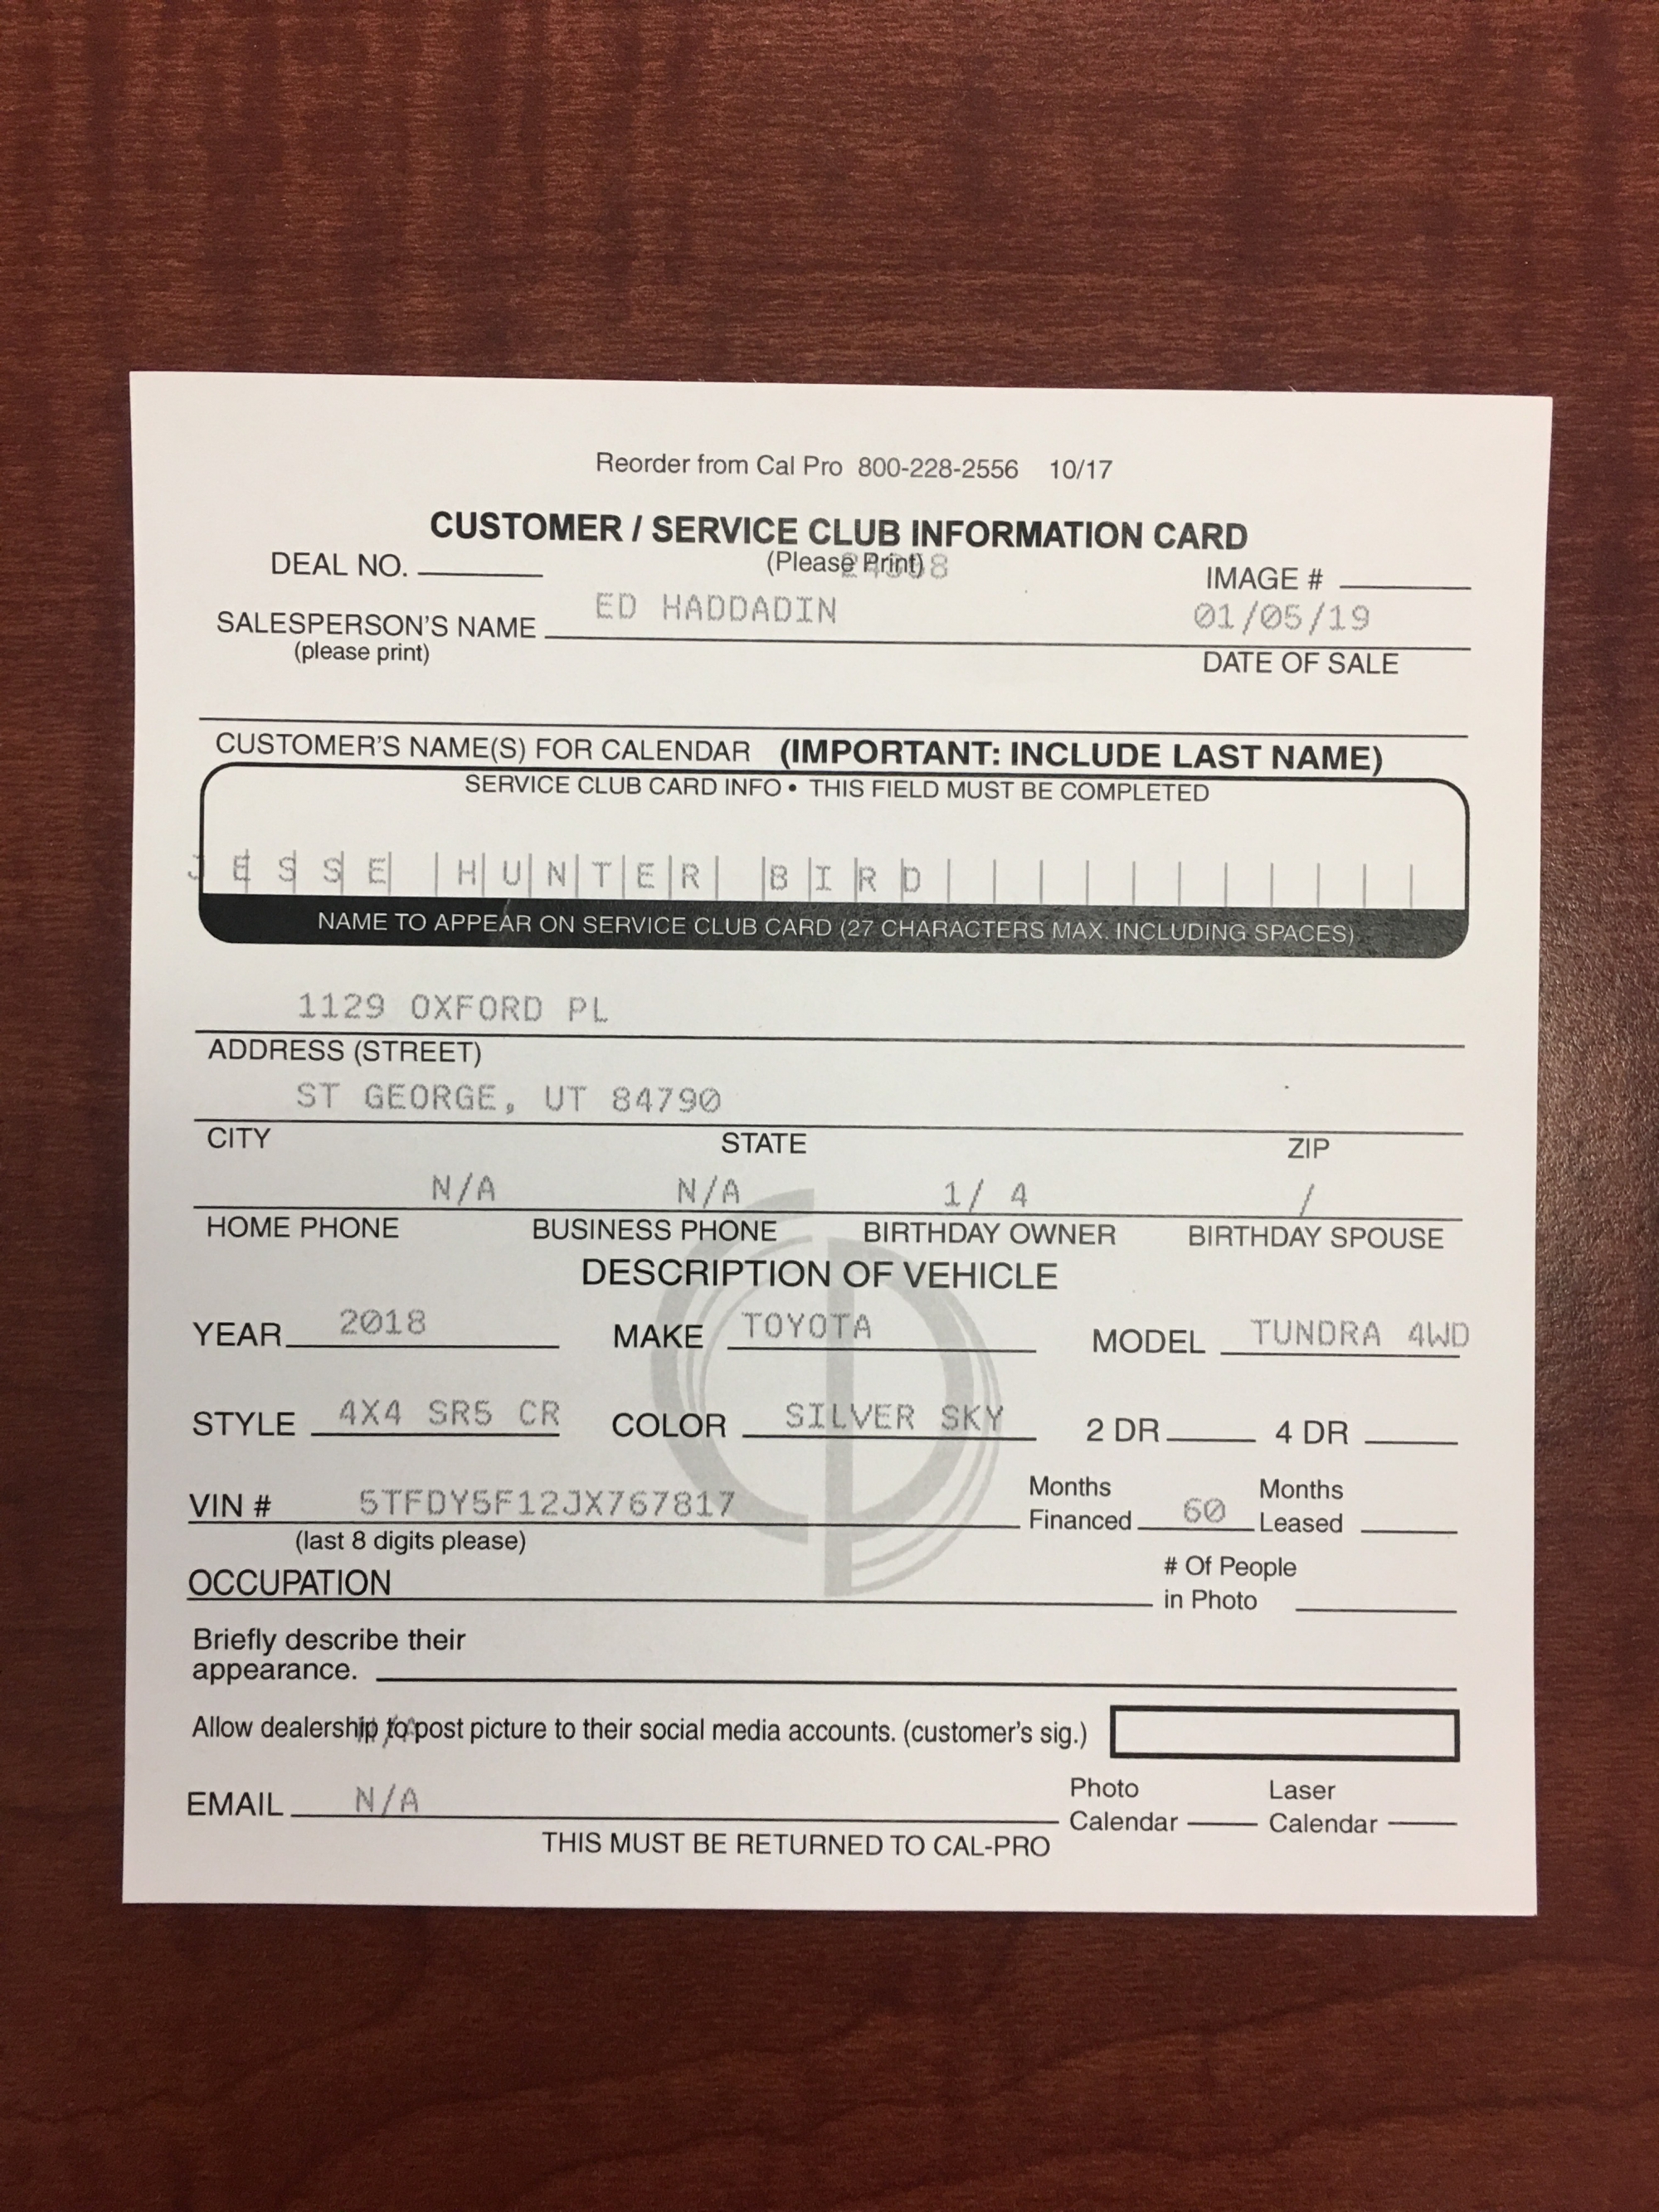 Reorder from Cal Pro 800-228-2556 10/17
CUSTOMER / SERVICE CLUB INFORMATION CARD
DEAL NO. (Please Print) IMAGE #
SALESPERSON'S NAME ED HADDADIN 01/05/19
(please print) DATE OF SALE
CUSTOMER'S NAME(S) FOR CALENDAR (IMPORTANT: INCLUDE LAST NAME)
SERVICE CLUB CARD INFO • THIS FIELD MUST BE COMPLETED
JESSE HUNTER BIRD
NAME TO APPEAR ON SERVICE CLUB CARD (27 CHARACTERS MAX. INCLUDING SPACES)
1129 OXFORD PL
ADDRESS (STREET)
ST GEORGE, UT 84790
CITY STATE ZIP
N/A N/A 1/ 4 /
HOME PHONE BUSINESS PHONE BIRTHDAY OWNER BIRTHDAY SPOUSE
DESCRIPTION OF VEHICLE
YEAR 2018 MAKE TOYOTA MODEL TUNDRA 4WD
STYLE 4X4 SR5 CR COLOR SILVER SKY 2 DR 4 DR
VIN # 5TFDY5F12JX767817 Months Financed 60 Months Leased
(last 8 digits please)
OCCUPATION # Of People in Photo
Briefly describe their
appearance.
Allow dealership to post picture to their social media accounts. (customer's sig.)
EMAIL N/A Photo Calendar Laser Calendar
THIS MUST BE RETURNED TO CAL-PRO